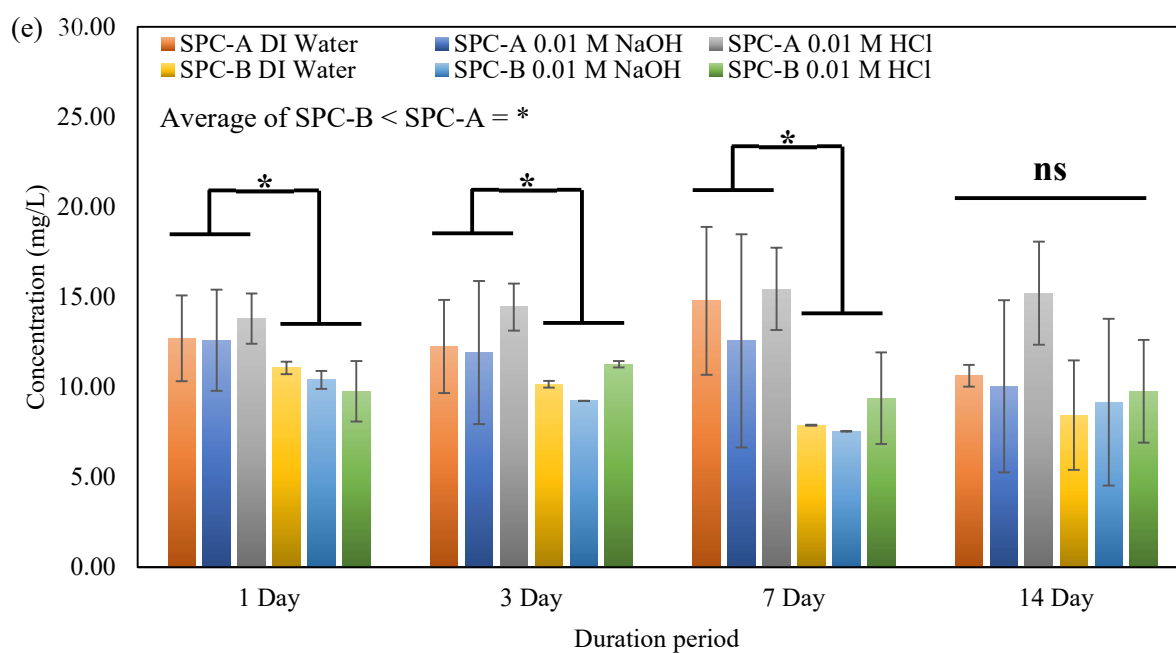 (e)
30.00
SPC-A DI Water SPC-A 0.01 M NaOH SPC-A 0.01 M HCl
SPC-B DI Water SPC-B 0.01 M NaOH SPC-B 0.01 M HCl
25.00
Average of SPC-B < SPC-A = *
* * * ns
20.00
15.00
10.00
5.00
0.00
Concentration (mg/L)
1 Day 3 Day 7 Day 14 Day
Duration period